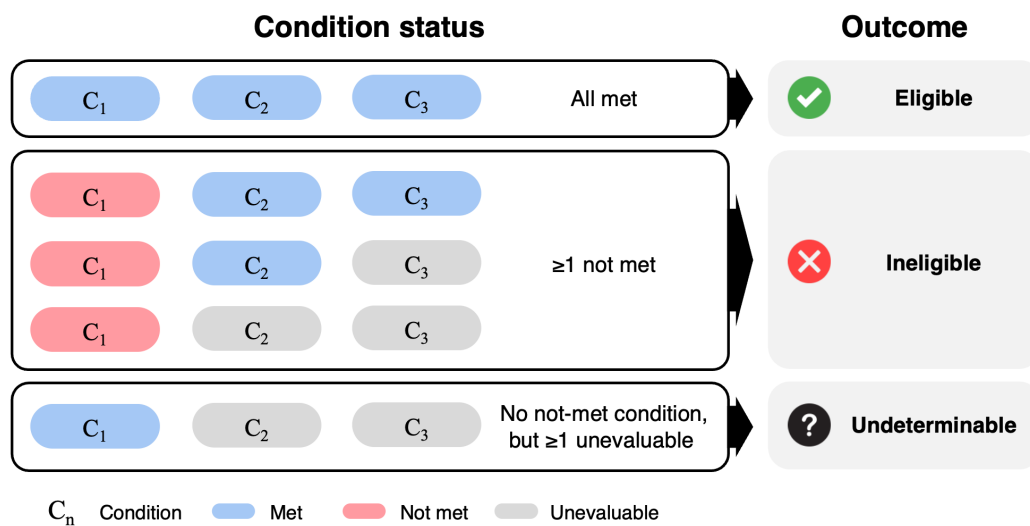 Condition status
Outcome
C₁ C₂ C₃ All met
Eligible
C₁ C₂ C₃
C₁ C₂ C₃ ≥1 not met
Ineligible
C₁ C₂ C₃
C₁ C₂ C₃ No not-met condition,
but ≥1 unevaluable
Undeterminable
Cₙ Condition Met Not met Unevaluable